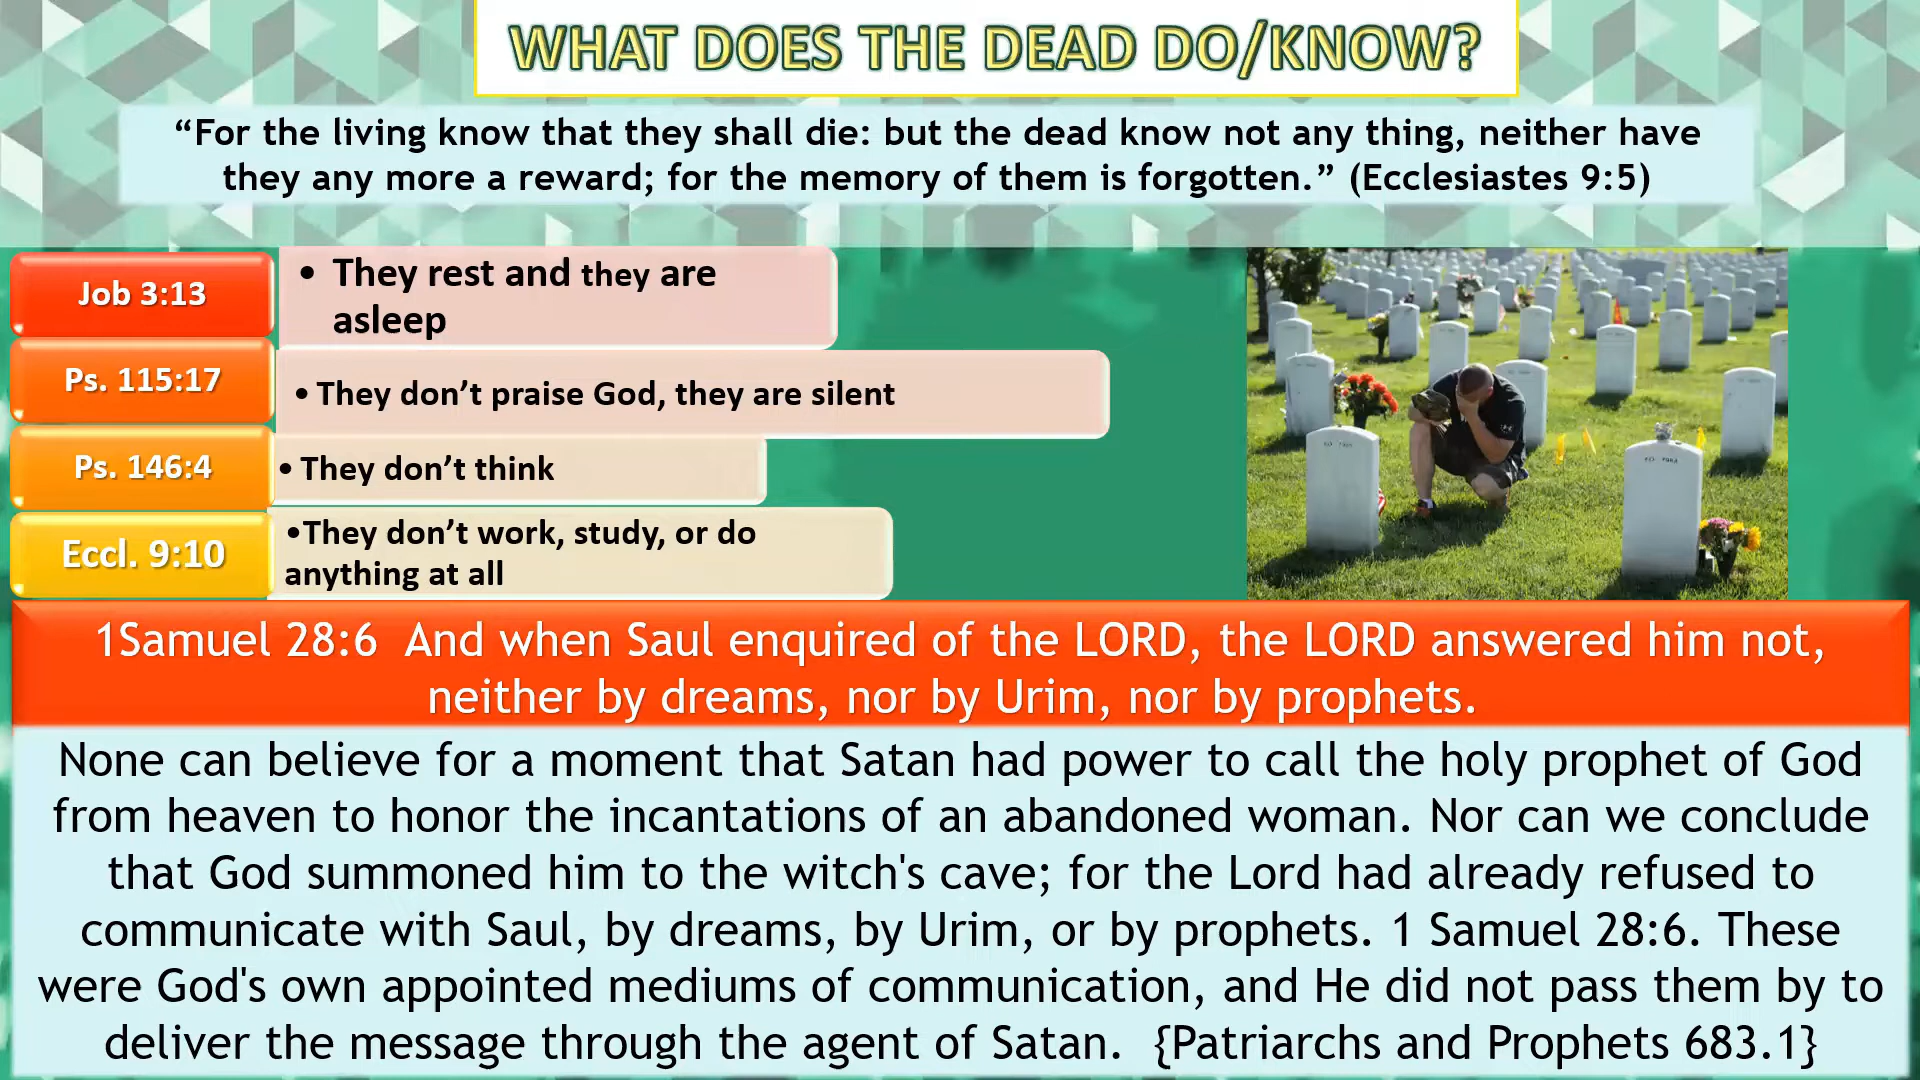 WHAT DOES THE DEAD DO/KNOW?
“For the living know that they shall die: but the dead know not any thing, neither have
they any more a reward; for the memory of them is forgotten.” (Ecclesiastes 9:5)
Job 3:13
• They rest and they are
asleep
Ps. 115:17
• They don’t praise God, they are silent
Ps. 146:4
• They don’t think
Eccl. 9:10
•They don’t work, study, or do
anything at all
1Samuel 28:6  And when Saul enquired of the LORD, the LORD answered him not,
neither by dreams, nor by Urim, nor by prophets.
None can believe for a moment that Satan had power to call the holy prophet of God
from heaven to honor the incantations of an abandoned woman. Nor can we conclude
that God summoned him to the witch's cave; for the Lord had already refused to
communicate with Saul, by dreams, by Urim, or by prophets. 1 Samuel 28:6. These
were God's own appointed mediums of communication, and He did not pass them by to
deliver the message through the agent of Satan.  {Patriarchs and Prophets 683.1}